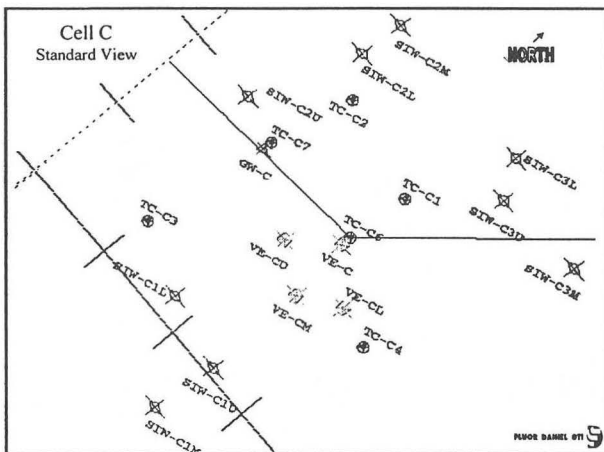 Cell C
Standard View
SIW-C2M
NORTH
SIW-C2L
SIW-C2U
TC-C2
TC-C7
GW-C
SIW-C3L
TC-C1
TC-C3
SIW-C3U
TC-C6
VE-CU
VE-C
SIW-C3M
SIW-C1L
VE-CM
VE-CL
TC-C4
SIW-C1U
SIW-C1M
FLUOR DANIEL GTI